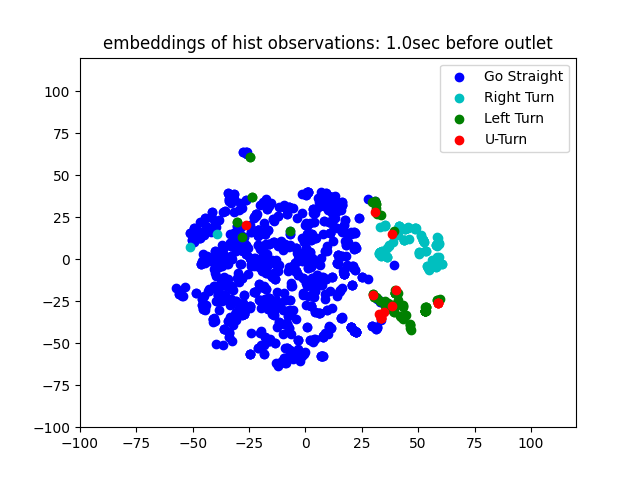 embeddings of hist observations: 1.0sec before outlet
Go Straight
Right Turn
Left Turn
U-Turn
100
75
50
25
0
−25
−50
−75
−100
−100 −75 −50 −25 0 25 50 75 100